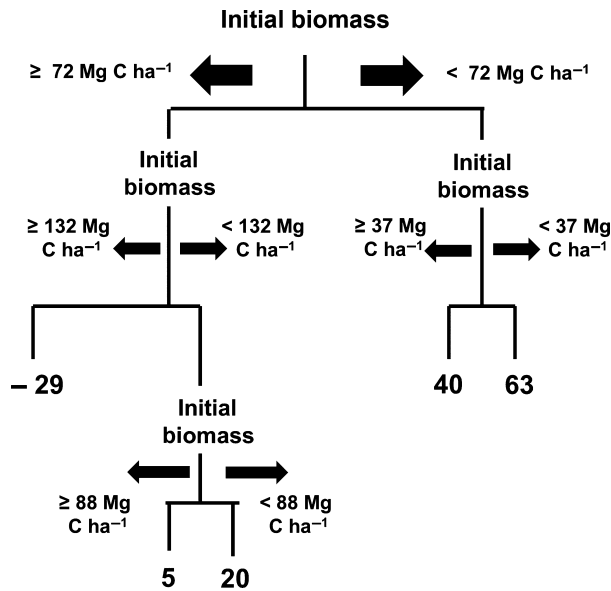 Initial biomass
≥ 72 Mg C ha⁻¹
< 72 Mg C ha⁻¹
Initial
biomass
Initial
biomass
≥ 132 Mg
C ha⁻¹
< 132 Mg
C ha⁻¹
≥ 37 Mg
C ha⁻¹
< 37 Mg
C ha⁻¹
– 29
40
63
Initial
biomass
≥ 88 Mg
C ha⁻¹
< 88 Mg
C ha⁻¹
5
20